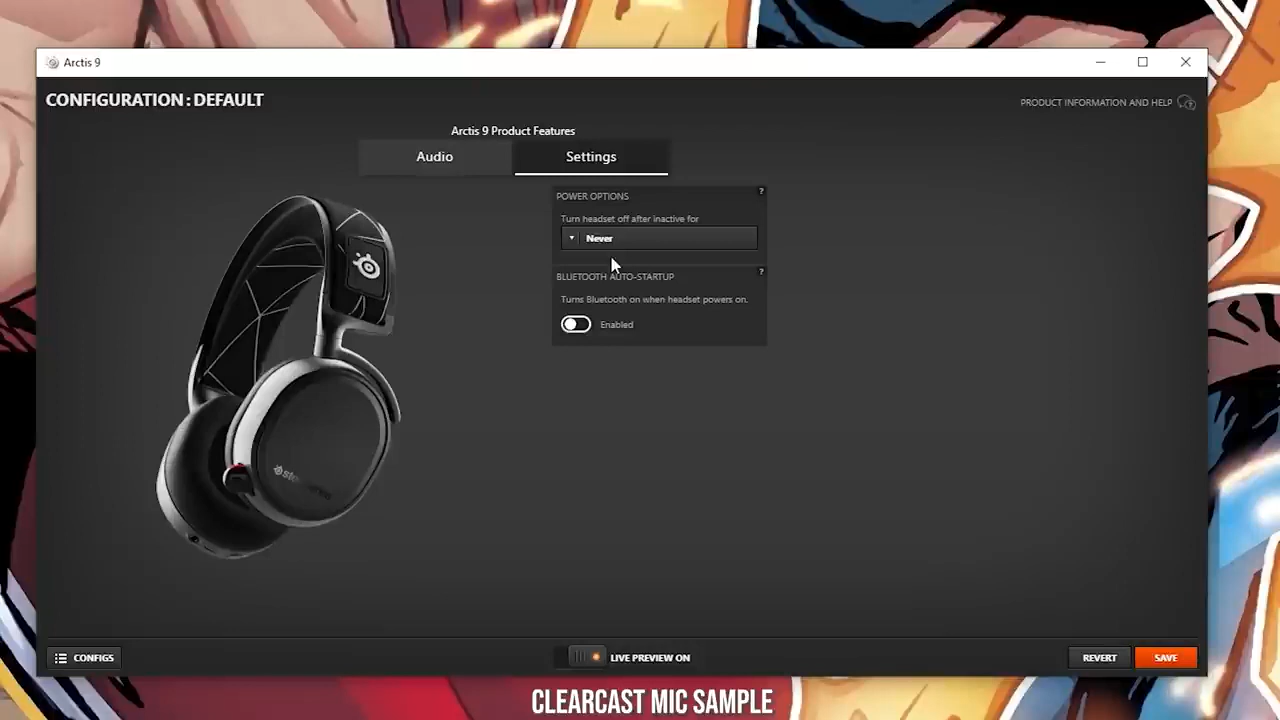 Arctis 9
CONFIGURATION : DEFAULT
PRODUCT INFORMATION AND HELP
Arctis 9 Product Features
Audio
Settings
POWER OPTIONS
?
Turn headset off after inactive for
Never
BLUETOOTH AUTO-STARTUP
?
Turns Bluetooth on when headset powers on.
Enabled
CONFIGS
LIVE PREVIEW ON
REVERT
SAVE
CLEARCAST MIC SAMPLE